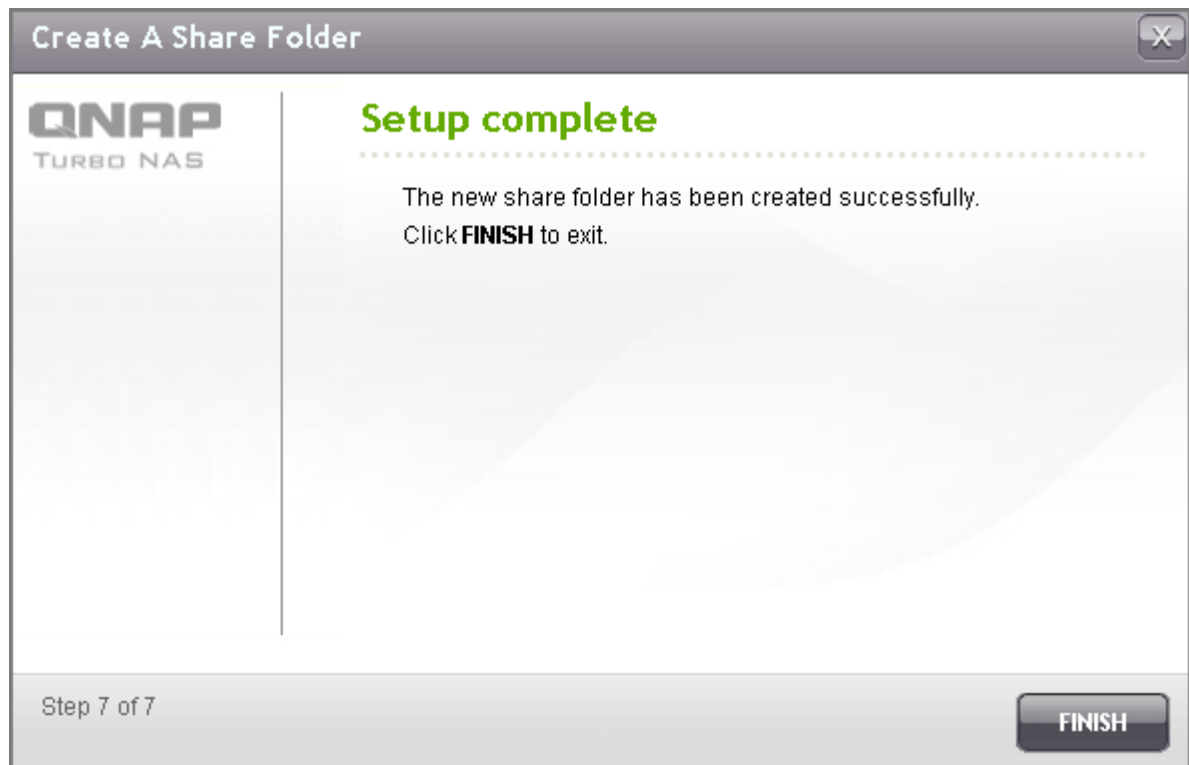 Create A Share Folder
X
QNAP
TURBO NAS
Setup complete
The new share folder has been created successfully.
Click FINISH to exit.
Step 7 of 7
FINISH